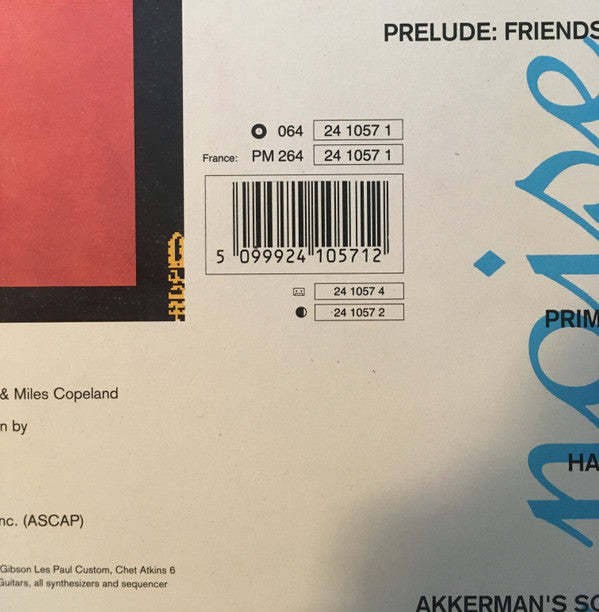 PRELUDE: FRIENDS
064 24 1057 1
France: PM 264 24 1057 1
5 099924 105712
24 1057 4
24 1057 2
noise
PRIM
& Miles Copeland
n by
HA
nc. (ASCAP)
Gibson Les Paul Custom, Chet Atkins 6
Guitars, all synthesizers and sequencer
AKKERMAN'S SO